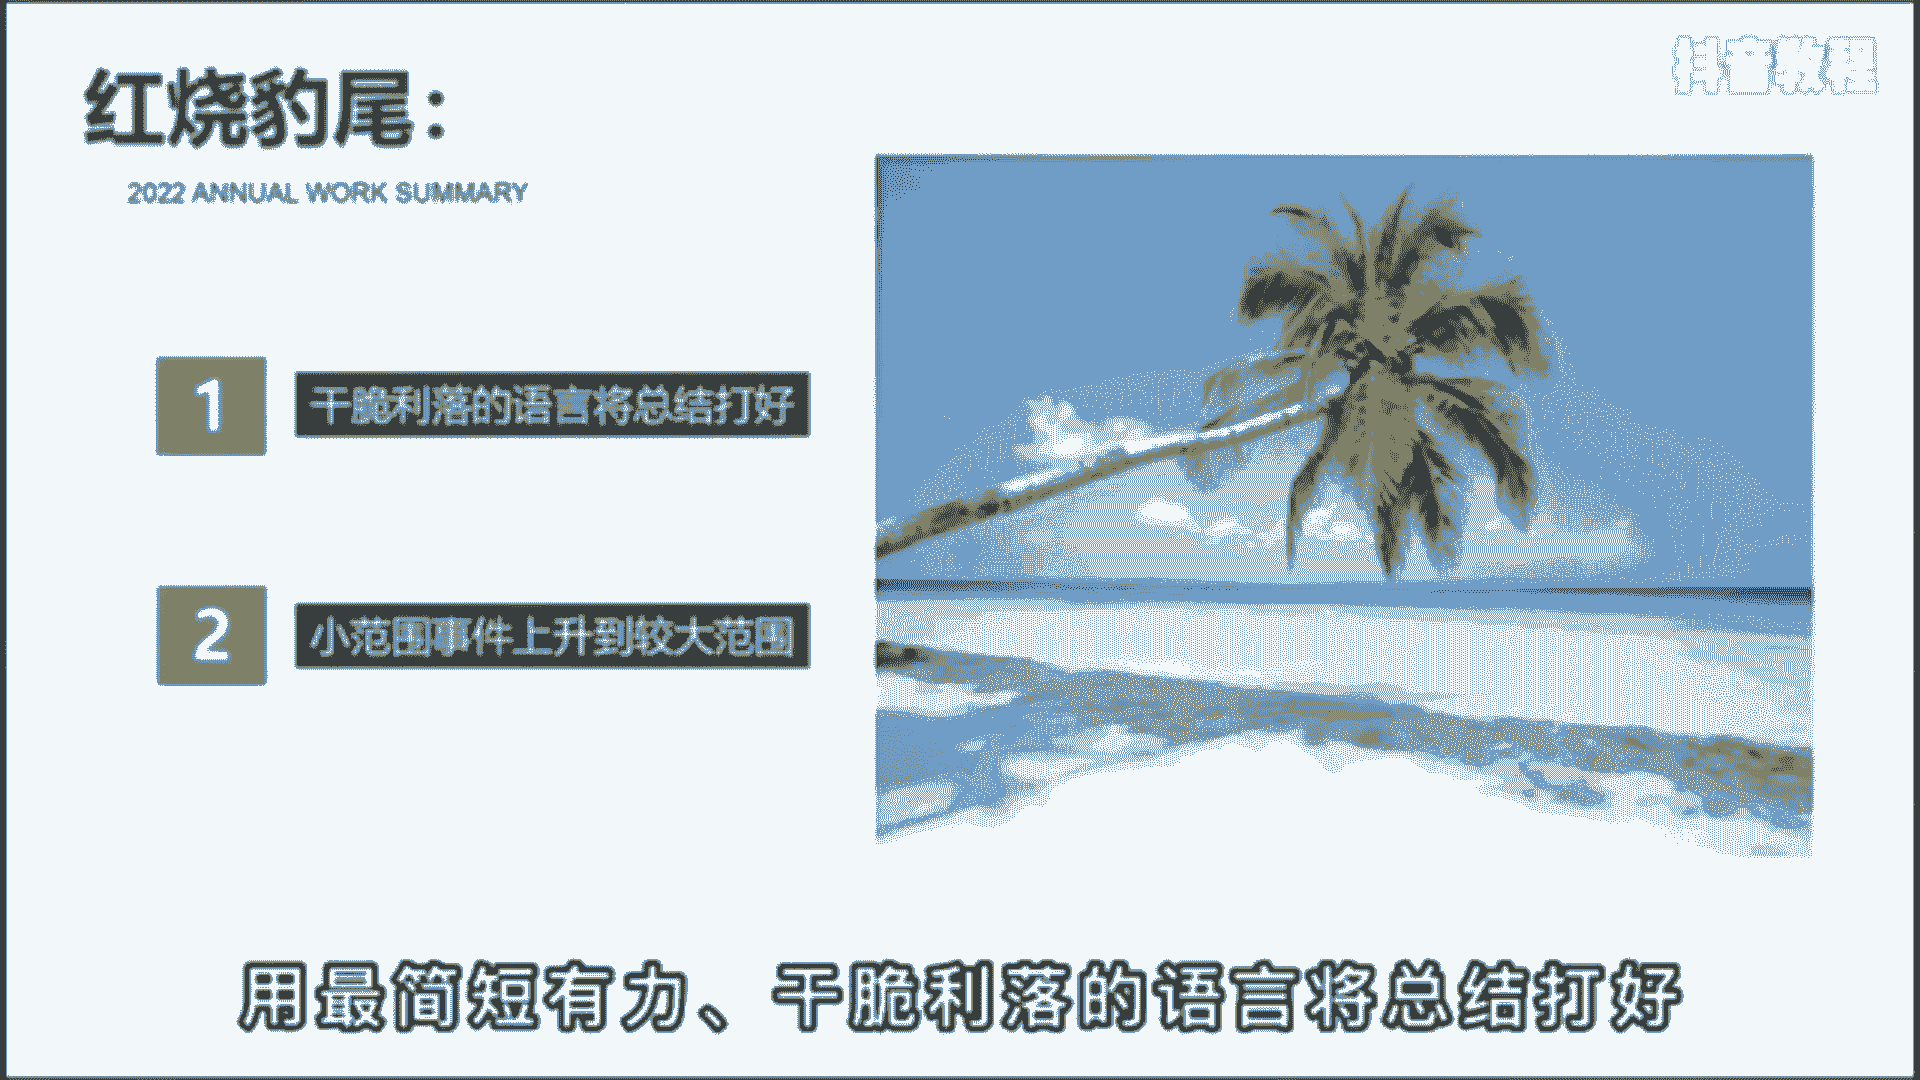 抖音教程
红烧豹尾：
2022 ANNUAL WORK SUMMARY
1
干脆利落的语言将总结打好
2
小范围事件上升到较大范围
用最简短有力、干脆利落的语言将总结打好